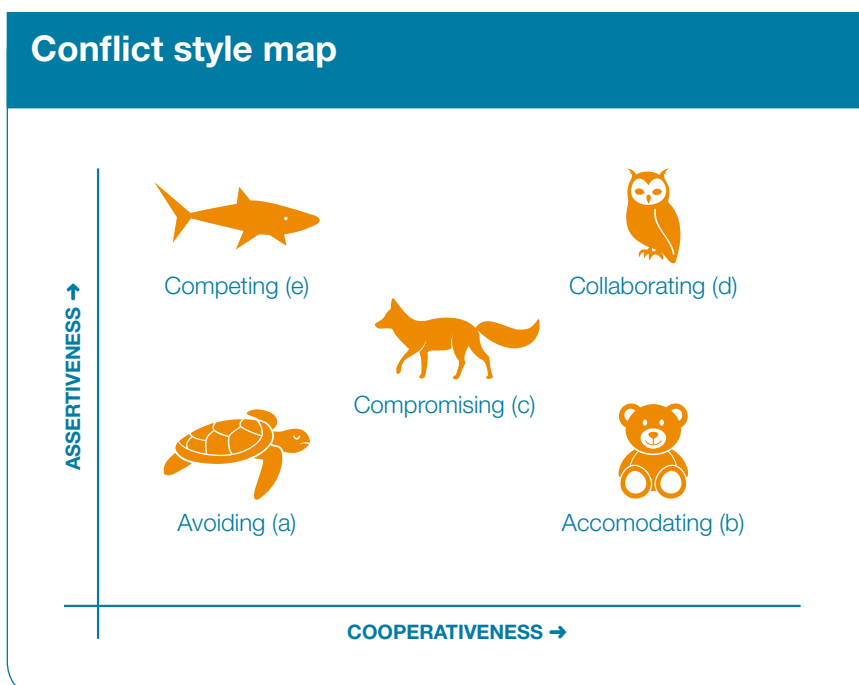 Conflict style map
Competing (e)
Collaborating (d)
Compromising (c)
Avoiding (a)
Accomodating (b)
ASSERTIVENESS ➔
COOPERATIVENESS ➔